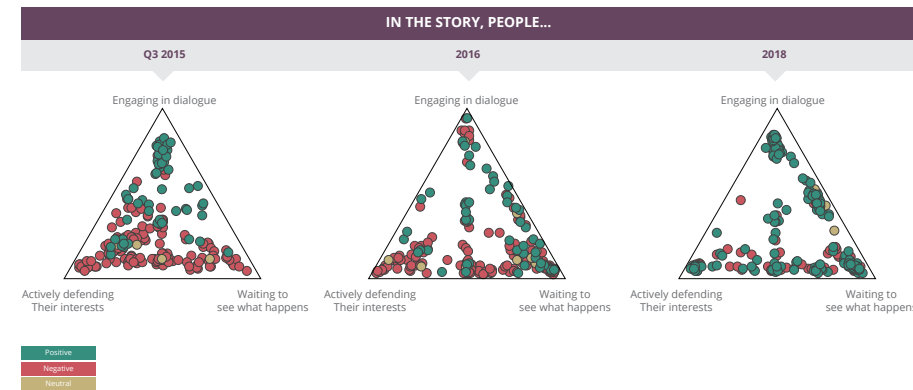 IN THE STORY, PEOPLE...
Q3 2015
2016
2018
Engaging in dialogue
Engaging in dialogue
Engaging in dialogue
Actively defending
Their interests
Waiting to
see what happens
Actively defending
Their interests
Waiting to
see what happens
Actively defending
Their interests
Waiting to
see what happens
Positive
Negative
Neutral